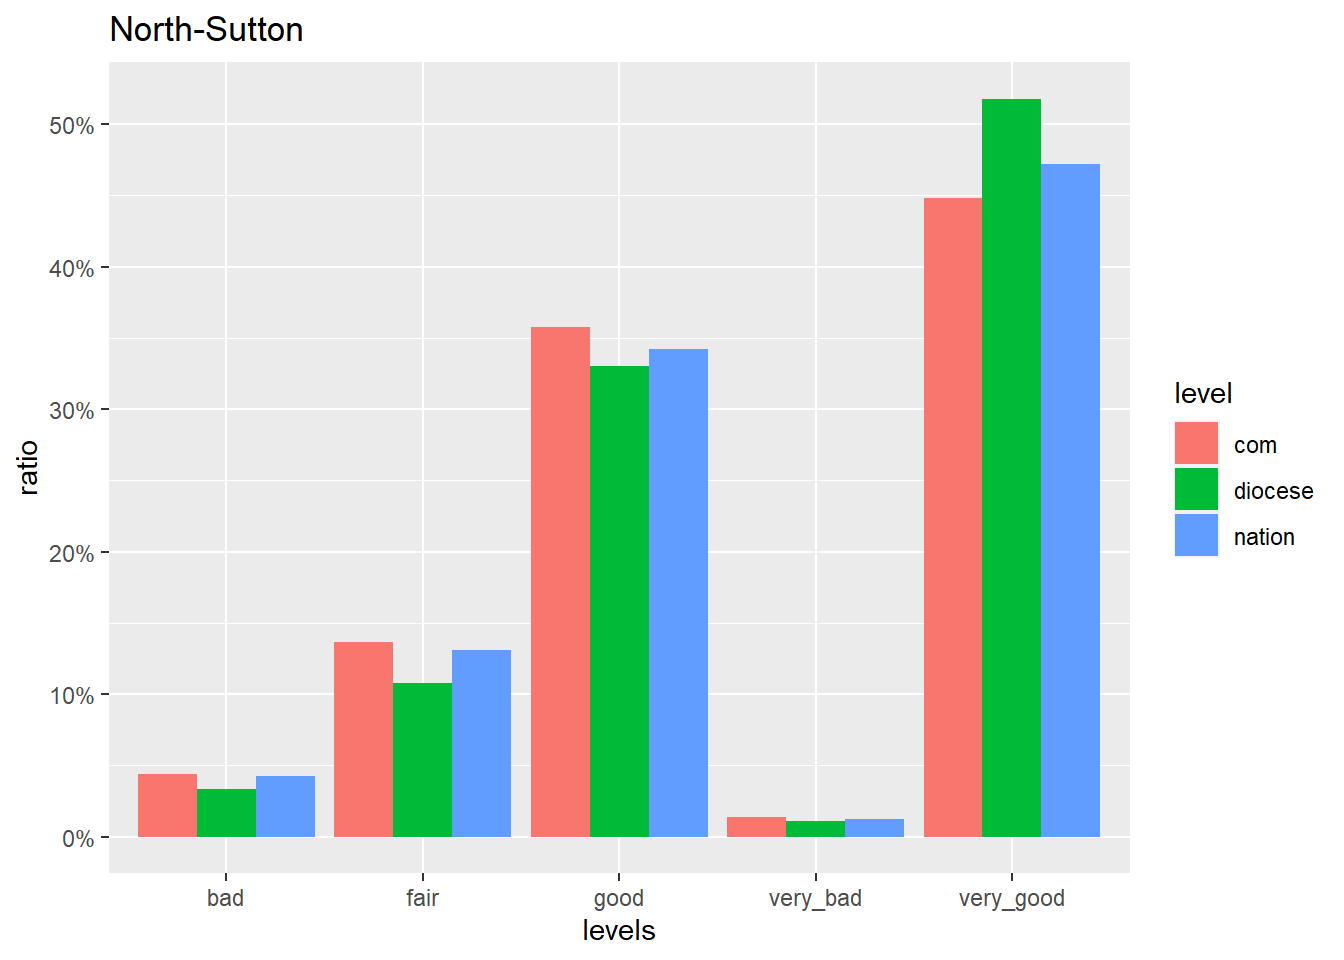 North-Sutton
50%
40%
30%
20%
10%
0%
ratio
bad
fair
good
very_bad
very_good
levels
level
com
diocese
nation